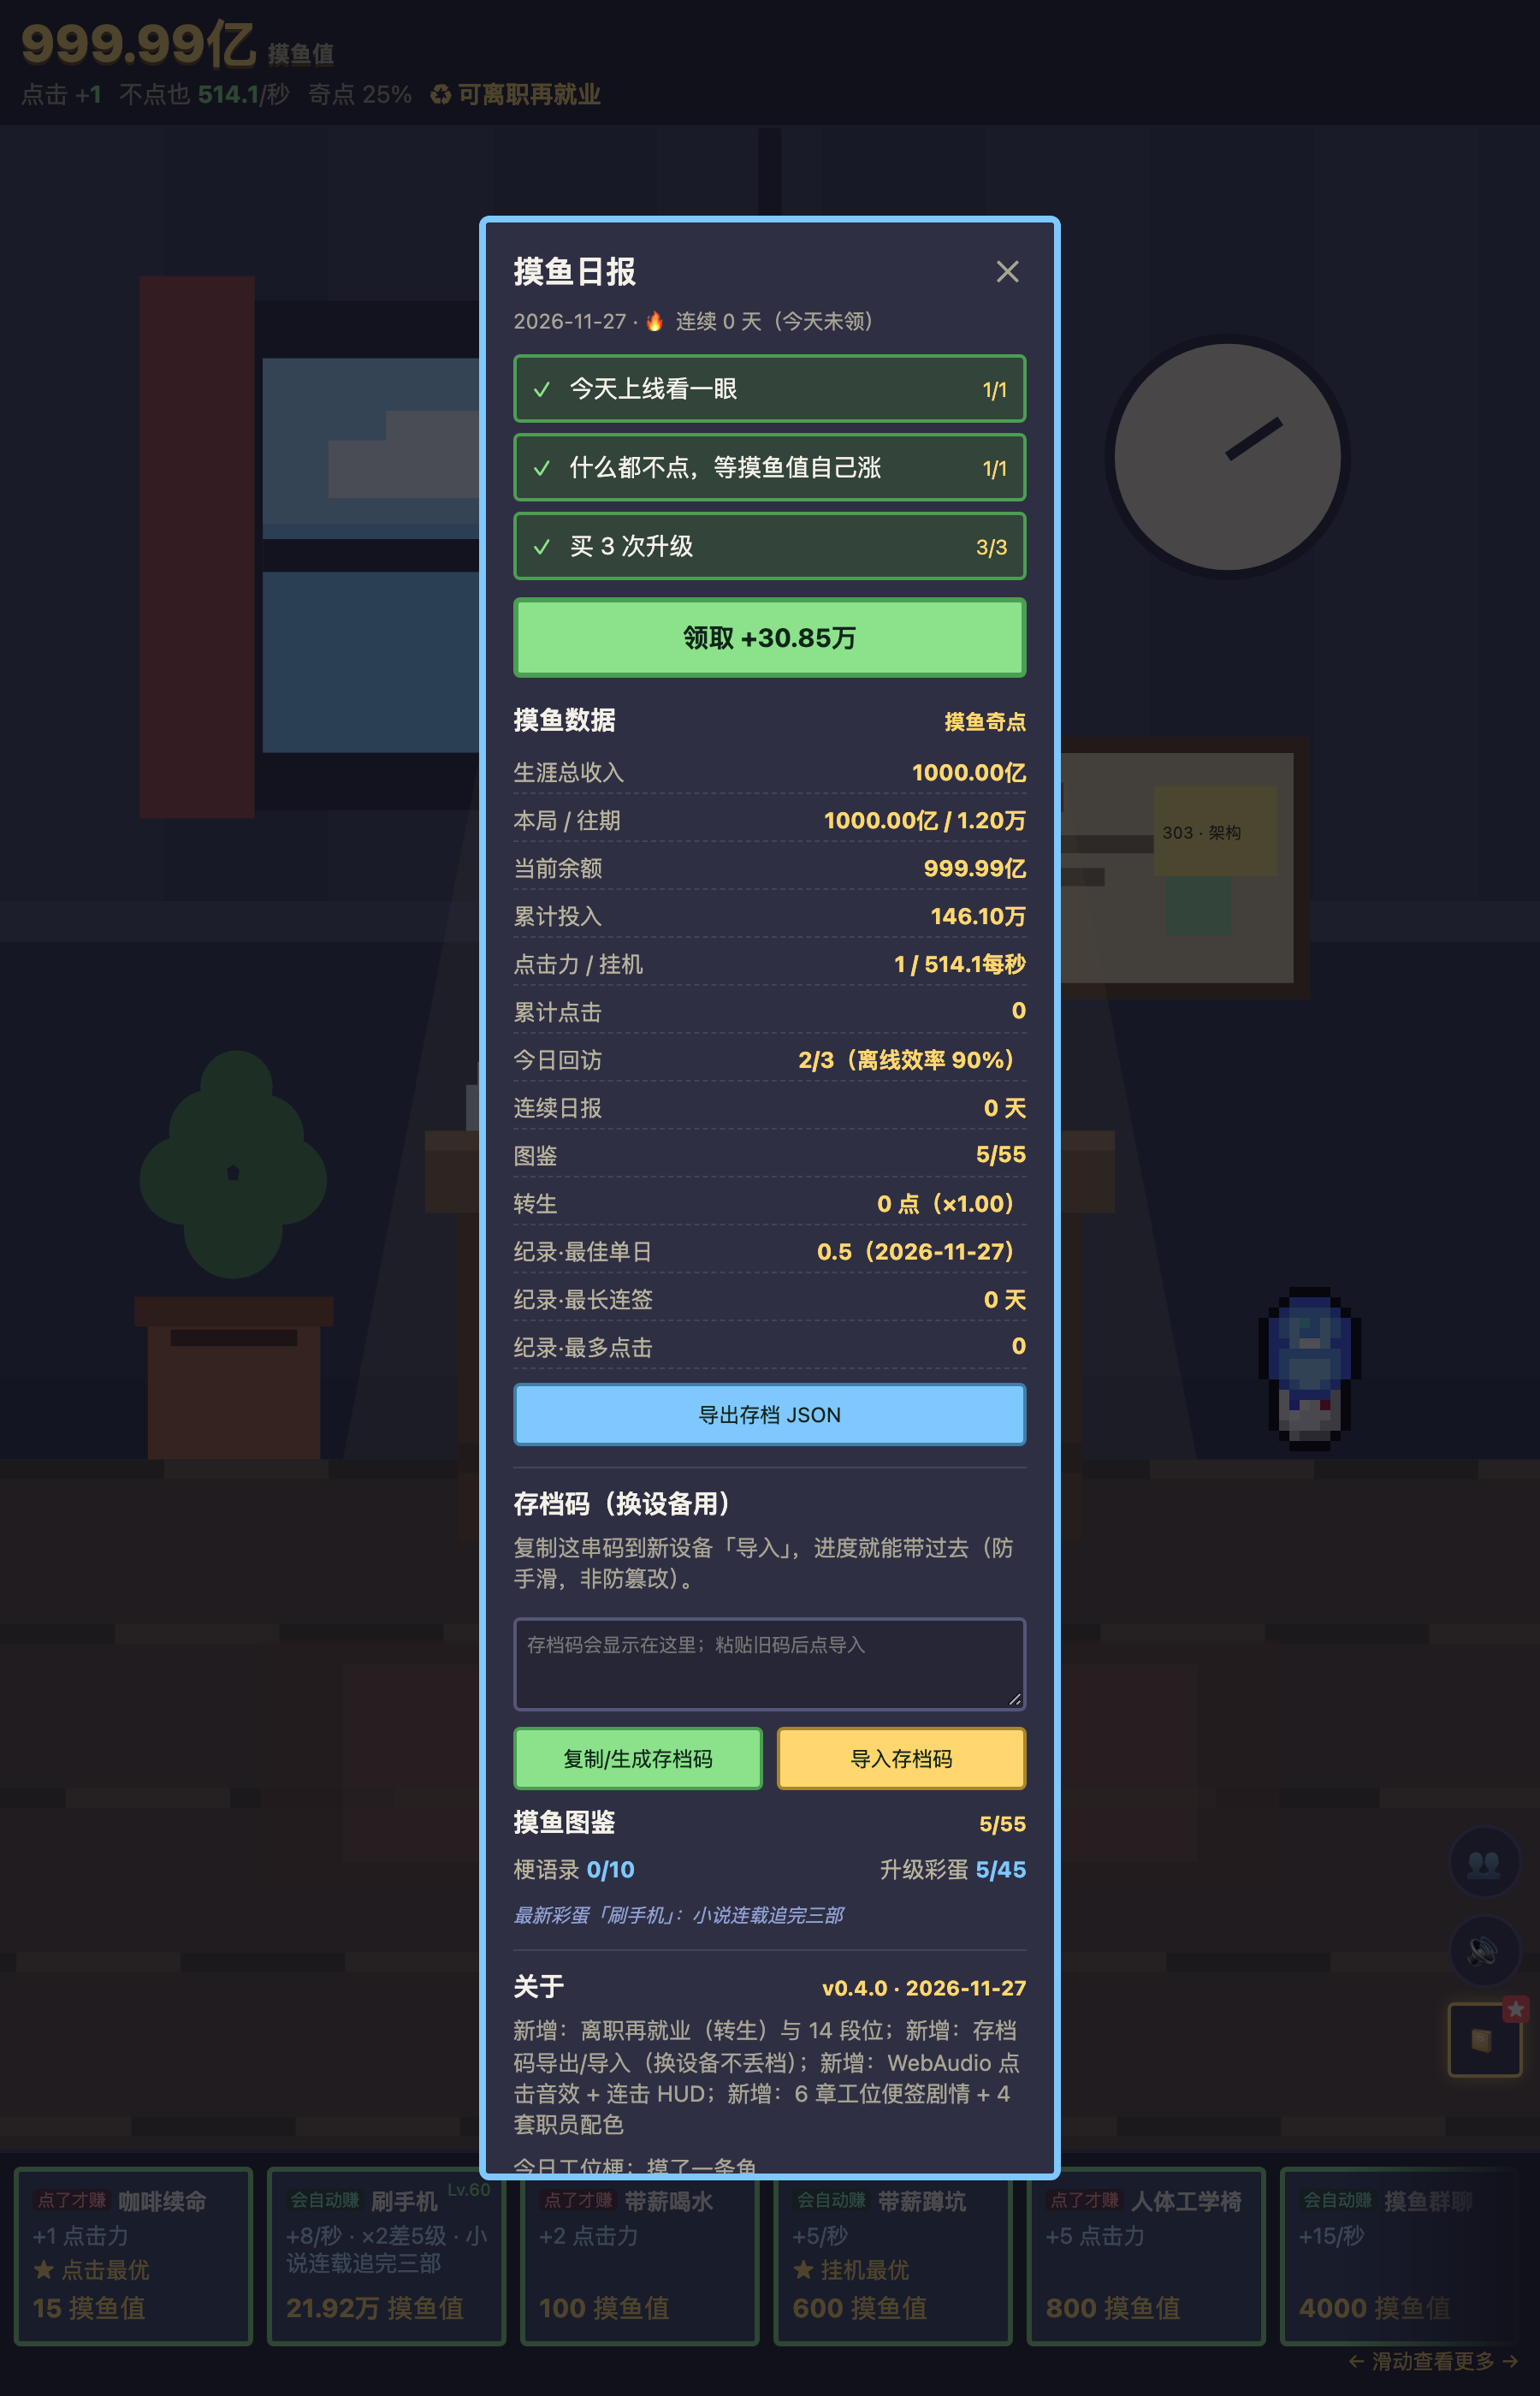 999.99亿 摸鱼值
点击 +1 不点也 514.1/秒 奇点 25% ♻ 可离职再就业
摸鱼日报
2026-11-27 · 🔥 连续 0 天（今天未领）
✓ 今天上线看一眼 1/1
✓ 什么都不点，等摸鱼值自己涨 1/1
✓ 买 3 次升级 3/3
领取 +30.85万
摸鱼数据 摸鱼奇点
生涯总收入 1000.00亿
本局 / 往期 1000.00亿 / 1.20万
当前余额 999.99亿
累计投入 146.10万
点击力 / 挂机 1 / 514.1每秒
累计点击 0
今日回访 2/3（离线效率 90%）
连续日报 0 天
图鉴 5/55
转生 0 点（×1.00）
纪录·最佳单日 0.5（2026-11-27）
纪录·最长连签 0 天
纪录·最多点击 0
导出存档 JSON
存档码（换设备用）
复制这串码到新设备「导入」，进度就能带过去（防
手滑，非防篡改）。
存档码会显示在这里；粘贴旧码后点导入
复制/生成存档码 导入存档码
摸鱼图鉴 5/55
梗语录 0/10 升级彩蛋 5/45
最新彩蛋「刷手机」：小说连载追完三部
关于 v0.4.0 · 2026-11-27
新增：离职再就业（转生）与 14 段位；新增：存档
码导出/导入（换设备不丢档）；新增：WebAudio 点
击音效 + 连击 HUD；新增：6 章工位便签剧情 + 4
套职员配色
今日工位梗：摸了一条鱼
303 · 架构
点了才赚 咖啡续命
+1 点击力
★ 点击最优
15 摸鱼值
会自动赚 刷手机 Lv.60
+8/秒 · ×2差5级 · 小
说连载追完三部
21.92万 摸鱼值
点了才赚 带薪喝水
+2 点击力
100 摸鱼值
会自动赚 带薪蹲坑
+5/秒
★ 挂机最优
600 摸鱼值
点了才赚 人体工学椅
+5 点击力
800 摸鱼值
会自动赚 摸鱼群聊
+15/秒
4000 摸鱼值
← 滑动查看更多 →